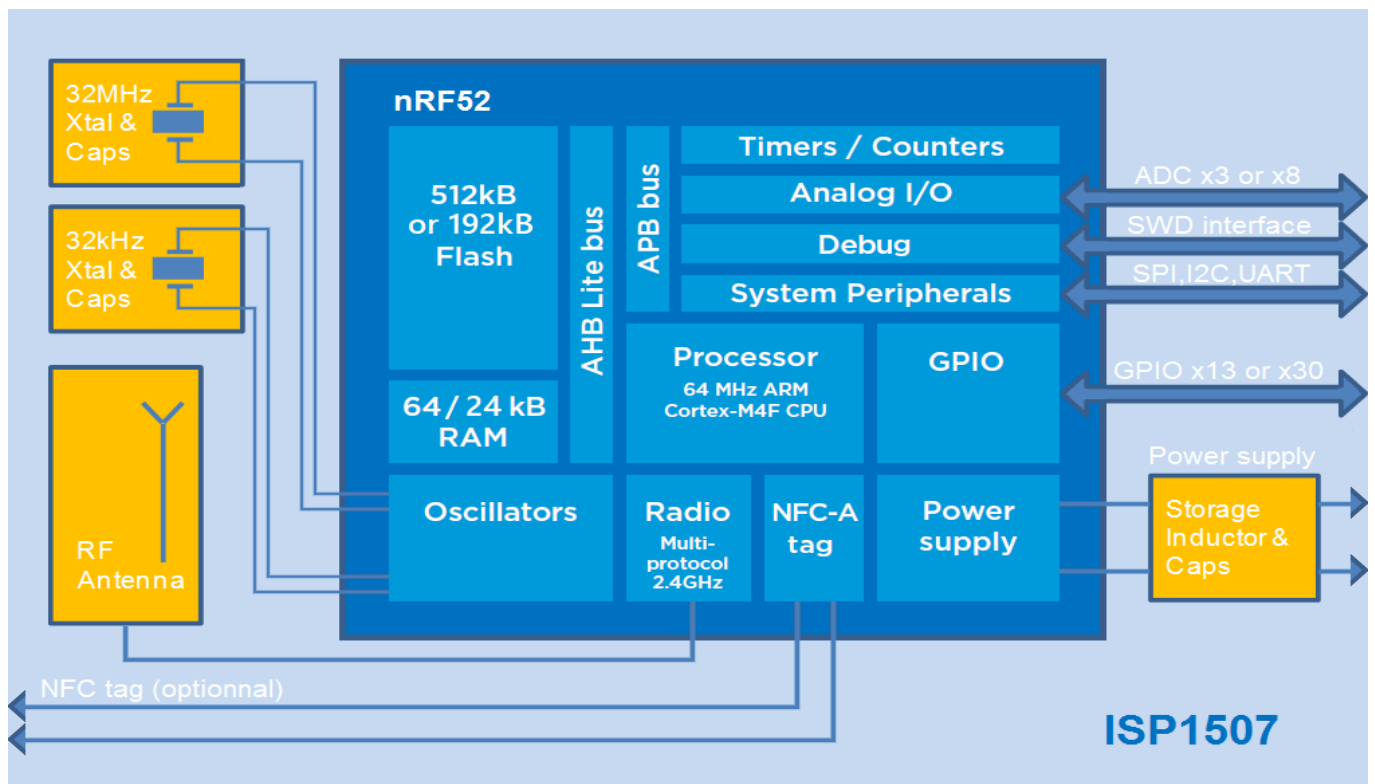 32MHz
Xtal &
Caps
32kHz
Xtal &
Caps
RF
Antenna
NFC tag (optionnal)
nRF52
512kB
or 192kB
Flash
64 / 24 kB
RAM
AHB Lite bus
APB bus
Timers / Counters
Analog I/O
Debug
System Peripherals
Processor
64 MHz ARM
Cortex-M4F CPU
GPIO
Oscillators
Radio
Multi-
protocol
2.4GHz
NFC-A
tag
Power
supply
ADC x3 or x8
SWD interface
SPI,I2C,UART
GPIO x13 or x30
Power supply
Storage
Inductor &
Caps
ISP1507